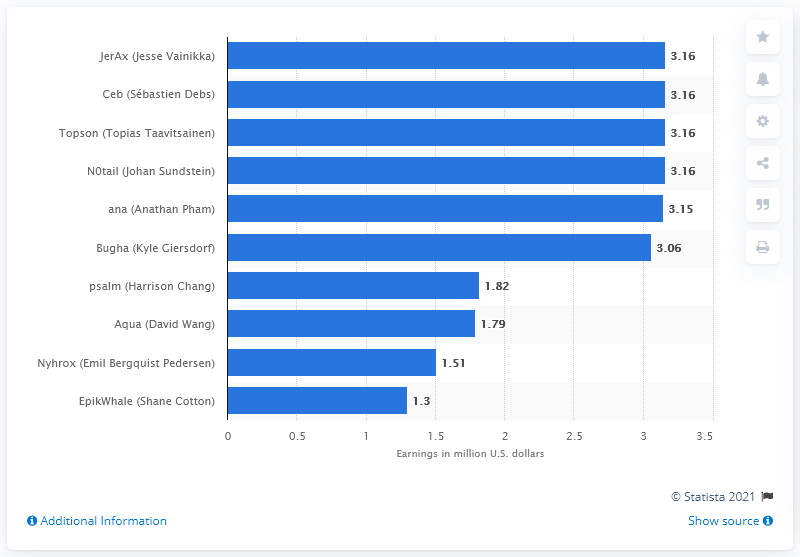 JerAx (Jesse Vainikka) 3.16
Ceb (Sébastien Debs) 3.16
Topson (Topias Taavitsainen) 3.16
N0tail (Johan Sundstein) 3.16
ana (Anathan Pham) 3.15
Bugha (Kyle Giersdorf) 3.06
psalm (Harrison Chang) 1.82
Aqua (David Wang) 1.79
Nyhrox (Emil Bergquist Pedersen) 1.51
EpikWhale (Shane Cotton) 1.3
0 0.5 1 1.5 2 2.5 3 3.5
Earnings in million U.S. dollars
© Statista 2021
Additional Information Show source